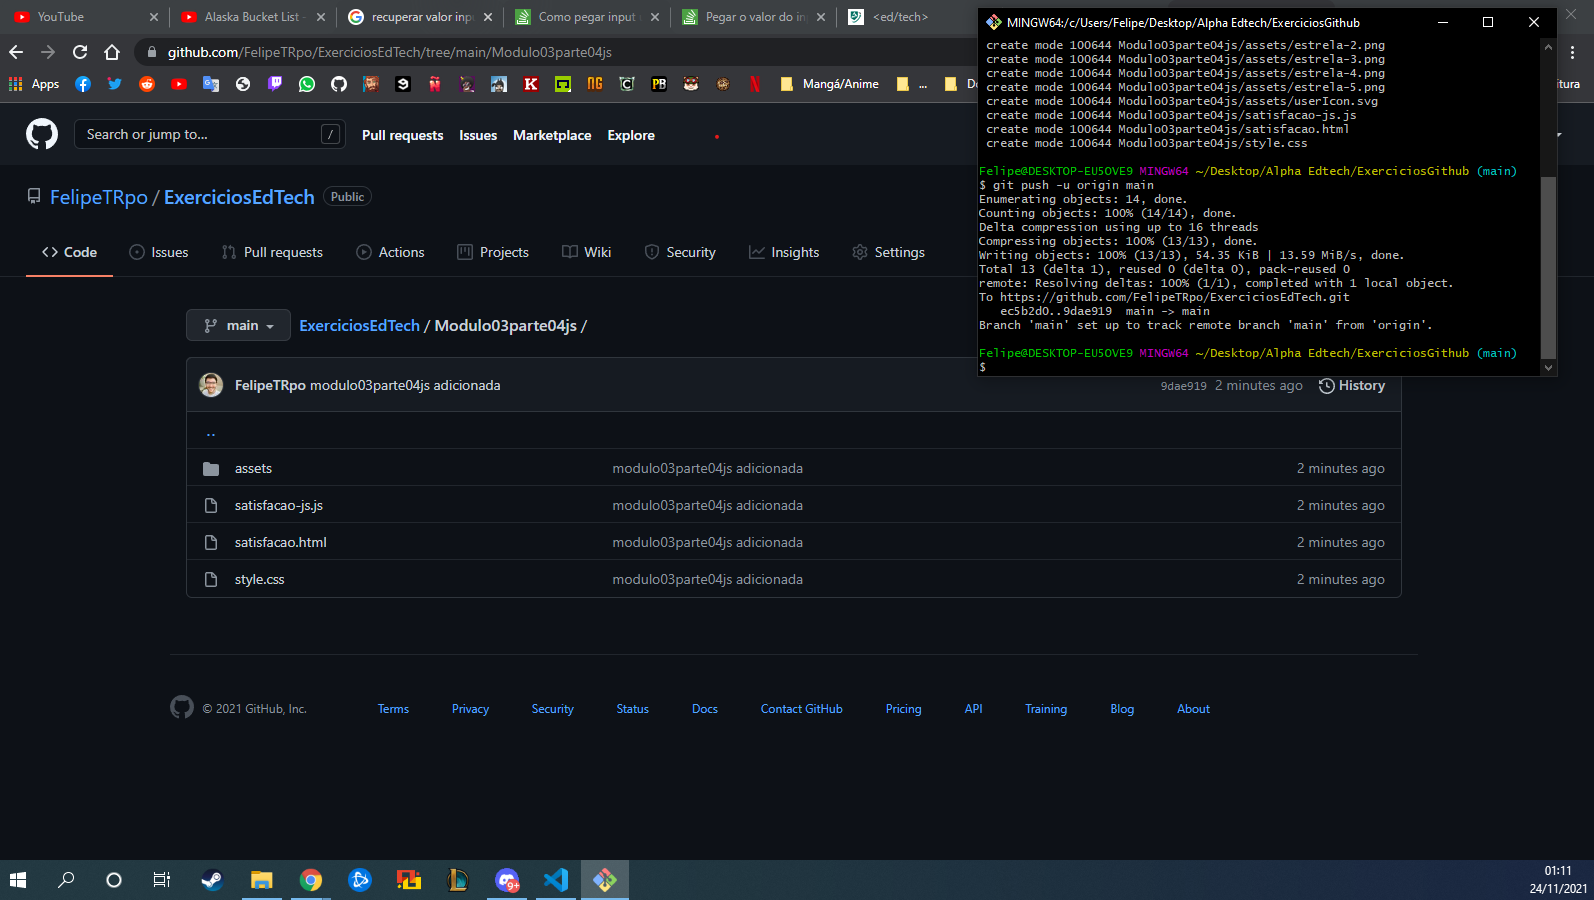 YouTube
Alaska Bucket List -
recuperar valor inp
Como pegar input
Pegar o valor do in
<ed/tech>
github.com/FelipeTRpo/ExerciciosEdTech/tree/main/Modulo03parte04js
Apps
Mangá/Anime
...
itura
Search or jump to...
/
Pull requests
Issues
Marketplace
Explore
FelipeTRpo / ExerciciosEdTech
Public
Code
Issues
Pull requests
Actions
Projects
Wiki
Security
Insights
Settings
main
ExerciciosEdTech / Modulo03parte04js /
FelipeTRpo modulo03parte04js adicionada
9dae919 2 minutes ago
History
..
assets
modulo03parte04js adicionada
2 minutes ago
satisfacao-js.js
modulo03parte04js adicionada
2 minutes ago
satisfacao.html
modulo03parte04js adicionada
2 minutes ago
style.css
modulo03parte04js adicionada
2 minutes ago
© 2021 GitHub, Inc.
Terms
Privacy
Security
Status
Docs
Contact GitHub
Pricing
API
Training
Blog
About
MINGW64:/c/Users/Felipe/Desktop/Alpha Edtech/ExerciciosGithub
create mode 100644 Modulo03parte04js/assets/estrela-2.png
create mode 100644 Modulo03parte04js/assets/estrela-3.png
create mode 100644 Modulo03parte04js/assets/estrela-4.png
create mode 100644 Modulo03parte04js/assets/estrela-5.png
create mode 100644 Modulo03parte04js/assets/userIcon.svg
create mode 100644 Modulo03parte04js/satisfacao-js.js
create mode 100644 Modulo03parte04js/satisfacao.html
create mode 100644 Modulo03parte04js/style.css
Felipe@DESKTOP-EU5OVE9 MINGW64 ~/Desktop/Alpha Edtech/ExerciciosGithub (main)
$ git push -u origin main
Enumerating objects: 14, done.
Counting objects: 100% (14/14), done.
Delta compression using up to 16 threads
Compressing objects: 100% (13/13), done.
Writing objects: 100% (13/13), 54.35 KiB | 13.59 MiB/s, done.
Total 13 (delta 1), reused 0 (delta 0), pack-reused 0
remote: Resolving deltas: 100% (1/1), completed with 1 local object.
To https://github.com/FelipeTRpo/ExerciciosEdTech.git
ec5b2d0..9dae919 main -> main
Branch 'main' set up to track remote branch 'main' from 'origin'.
Felipe@DESKTOP-EU5OVE9 MINGW64 ~/Desktop/Alpha Edtech/ExerciciosGithub (main)
$
9+
01:11
24/11/2021